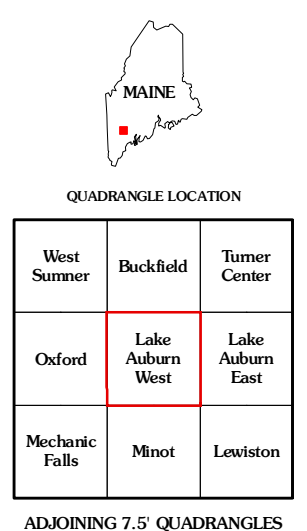 MAINE
QUADRANGLE LOCATION
West
Sumner
Buckfield
Turner
Center
Oxford
Lake
Auburn
West
Lake
Auburn
East
Mechanic
Falls
Minot
Lewiston
ADJOINING 7.5' QUADRANGLES